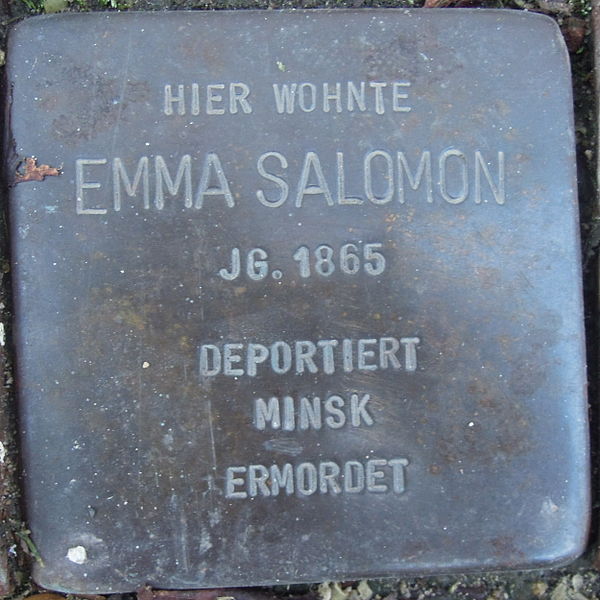 HIER WOHNTE
EMMA SALOMON
JG. 1865
DEPORTIERT
MINSK
ERMORDET